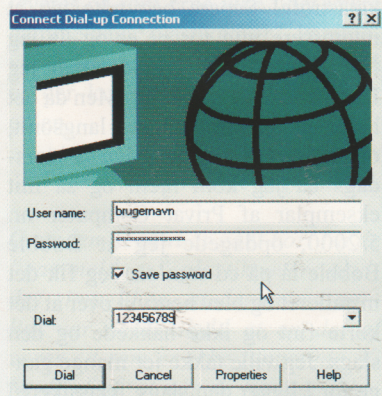 Connect Dial-up Connection
User name: brugernavn
Password: ***************
Save password
Dial: 123456789
Dial Cancel Properties Help